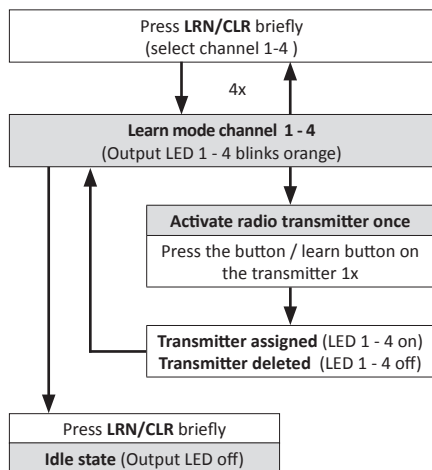 Press LRN/CLR briefly
(select channel 1-4 )
4x
Learn mode channel 1 - 4
(Output LED 1 - 4 blinks orange)
Activate radio transmitter once
Press the button / learn button on
the transmitter 1x
Transmitter assigned (LED 1 - 4 on)
Transmitter deleted (LED 1 - 4 off)
Press LRN/CLR briefly
Idle state (Output LED off)